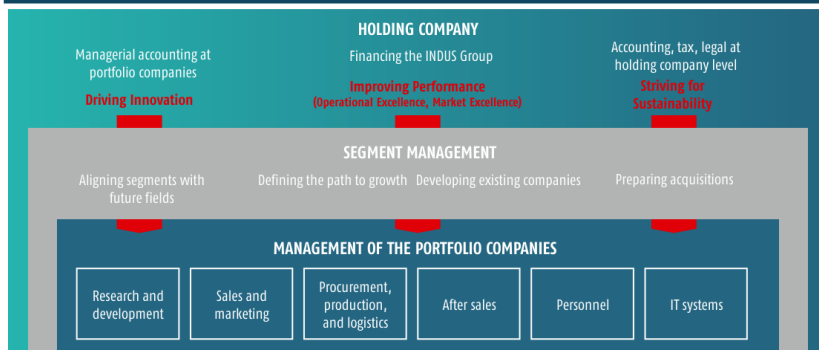 HOLDING COMPANY
Managerial accounting at
portfolio companies
Financing the INDUS Group
Accounting, tax, legal at
holding company level
Driving Innovation
Improving Performance
(Operational Excellence, Market Excellence)
Striving for
Sustainability
SEGMENT MANAGEMENT
Aligning segments with
future fields
Defining the path to growth
Developing existing companies
Preparing acquisitions
MANAGEMENT OF THE PORTFOLIO COMPANIES
Research and
development
Sales and
marketing
Procurement,
production,
and logistics
After sales
Personnel
IT systems